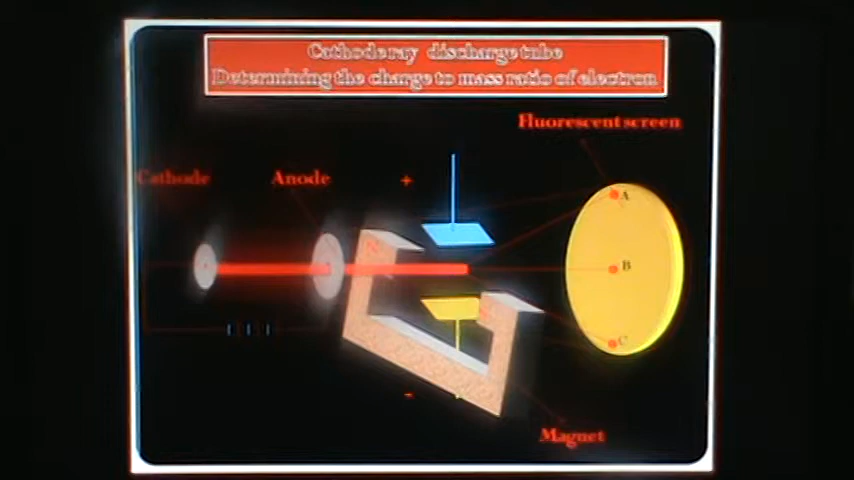 Cathode ray discharge tube
Determining the charge to mass ratio of electron
Fluorescent screen
Cathode
Anode
+
A
N
B
C
-
Magnet